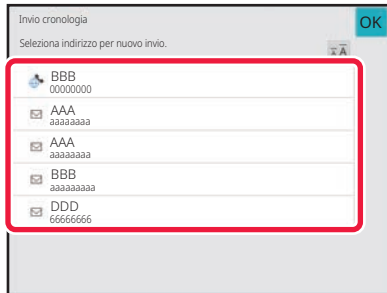 Invio cronologia
OK
Seleziona indirizzo per nuovo invio.
BBB
00000000
AAA
aaaaaaaa
AAA
aaaaaaaa
BBB
aaaaaaaaa
DDD
66666666